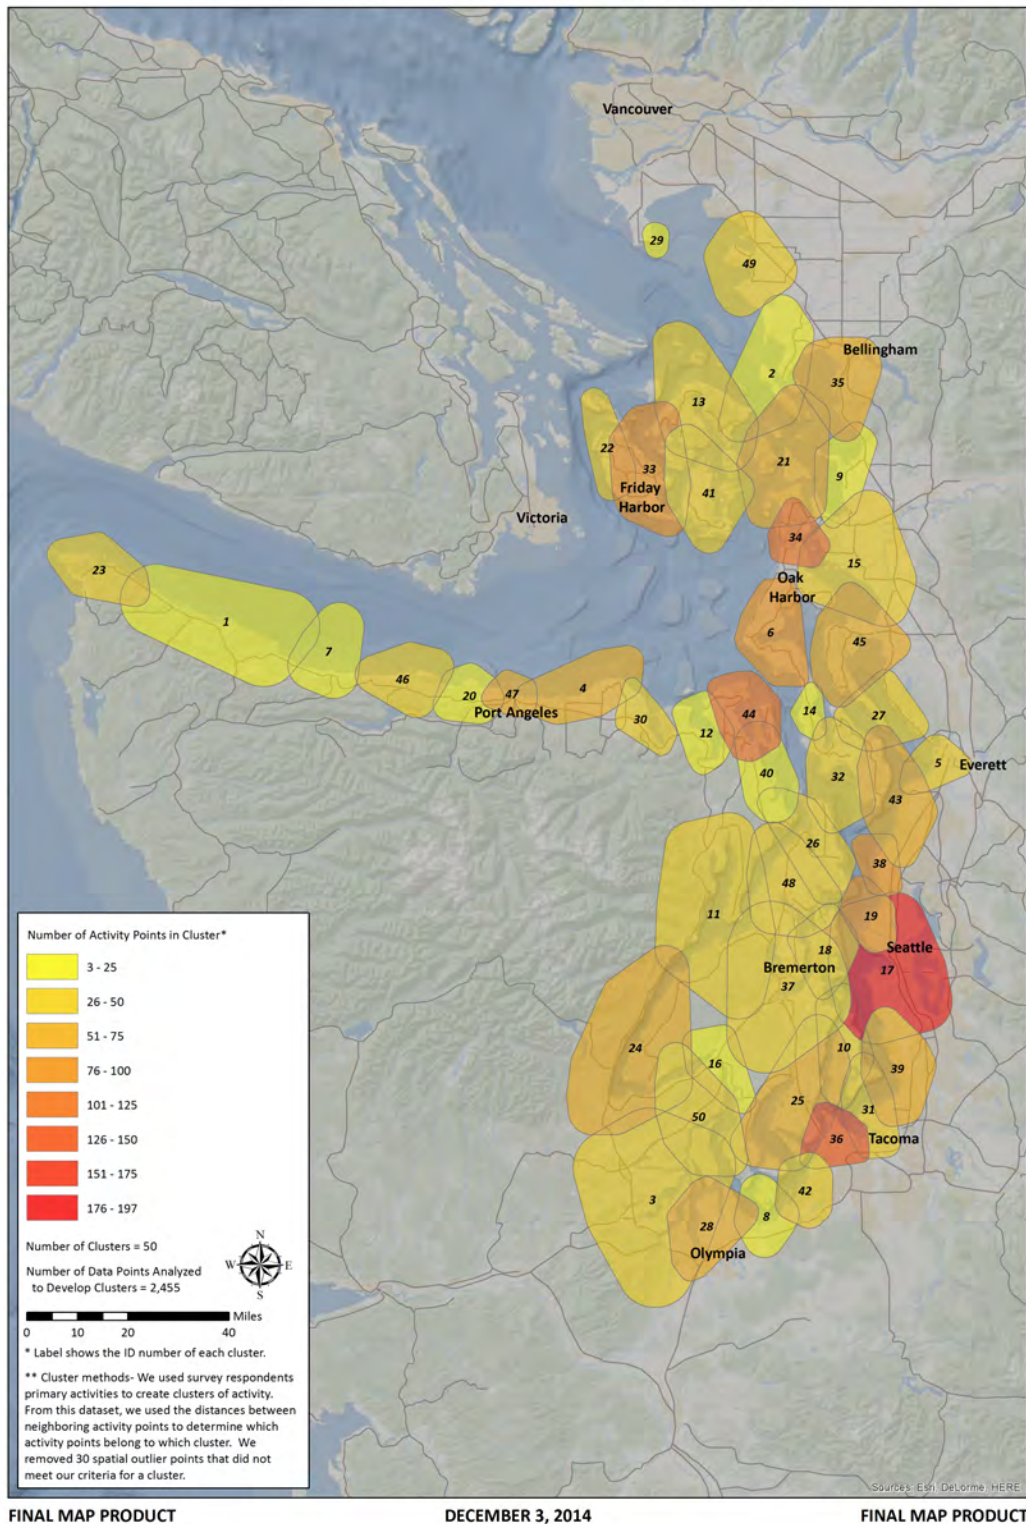 Vancouver
29
49
Bellingham
2
35
13
22
33
21
9
Friday
Harbor
41
Victoria
34
15
Oak
Harbor
23
1
6
7
45
46
20
47
4
Port Angeles
30
12
44
14
27
40
32
5
Everett
43
26
38
48
11
19
18
Seattle
Bremerton
17
37
24
10
16
39
25
50
31
36
Tacoma
42
3
8
28
Olympia
Number of Activity Points in Cluster*
3 - 25
26 - 50
51 - 75
76 - 100
101 - 125
126 - 150
151 - 175
176 - 197
Number of Clusters = 50
Number of Data Points Analyzed
to Develop Clusters = 2,455
N
W E
S
Miles
0 10 20 40
* Label shows the ID number of each cluster.
** Cluster methods- We used survey respondents
primary activities to create clusters of activity.
From this dataset, we used the distances between
neighboring activity points to determine which
activity points belong to which cluster. We
removed 30 spatial outlier points that did not
meet our criteria for a cluster.
Sources: Esri, DeLorme, HERE
FINAL MAP PRODUCT DECEMBER 3, 2014 FINAL MAP PRODUCT